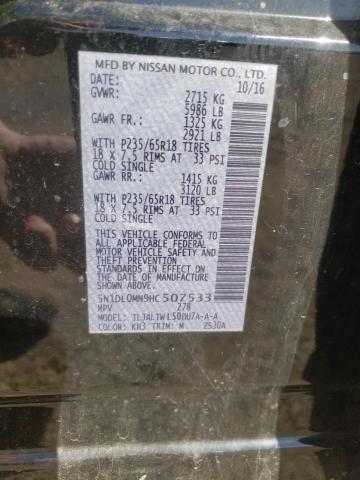 MFD BY NISSAN MOTOR CO., LTD.
DATE: 10/16
GVWR: 2715 KG
5986 LB
GAWR FR: 1325 KG
2921 LB
WITH P235/65R18 TIRES
18 X 7.5 RIMS AT 33 PSI
COLD SINGLE
GAWR RR: 1415 KG
3120 LB
WITH P235/65R18 TIRES
18 X 7.5 RIMS AT 33 PSI
COLD SINGLE
THIS VEHICLE CONFORMS TO ALL
APPLICABLE U.S. FEDERAL
MOTOR VEHICLE SAFETY
STANDARDS IN EFFECT ON THE
DATE OF MANUFACTURE SHOWN
ABOVE.
5N1DL0MN9HC507533
MPV 278
TYPE: TLJALTWL50DU7A-A-A
COLOR: KH3 TRIM: M